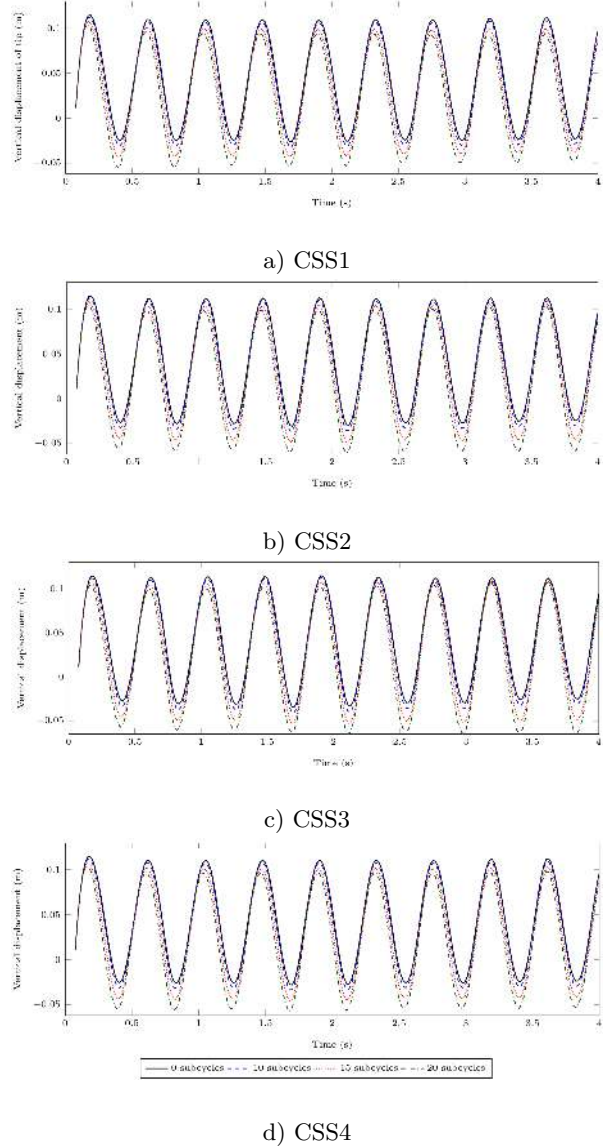 Vertical displacement of tip (m)
0.1
0.05
0
−0.05
0 0.5 1 1.5 2 2.5 3 3.5 4
Time (s)
a) CSS1
Vertical displacement (m)
0.1
0.05
0
−0.05
0 0.5 1 1.5 2 2.5 3 3.5 4
Time (s)
b) CSS2
Vertical displacement (m)
0.1
0.05
0
−0.05
0 0.5 1 1.5 2 2.5 3 3.5 4
Time (s)
c) CSS3
Vertical displacement (m)
0.1
0.05
0
−0.05
0 0.5 1 1.5 2 2.5 3 3.5 4
Time (s)
0 subcycles 10 subcycles 15 subcycles 20 subcycles
d) CSS4